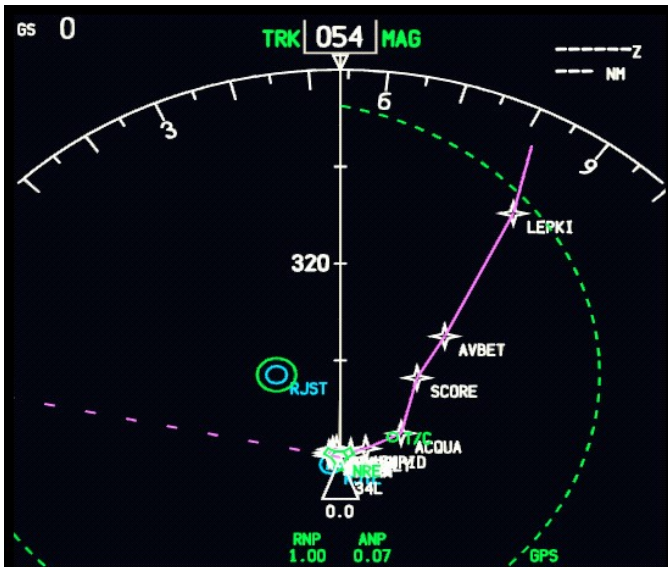 GS 0
TRK 054 MAG
------Z
--- NM
3
6
9
LEPKI
320
AVBET
RJST
SCORE
T/C
ACQUA
NRE
34L
0.0
RNP ANP
1.00 0.07
GPS